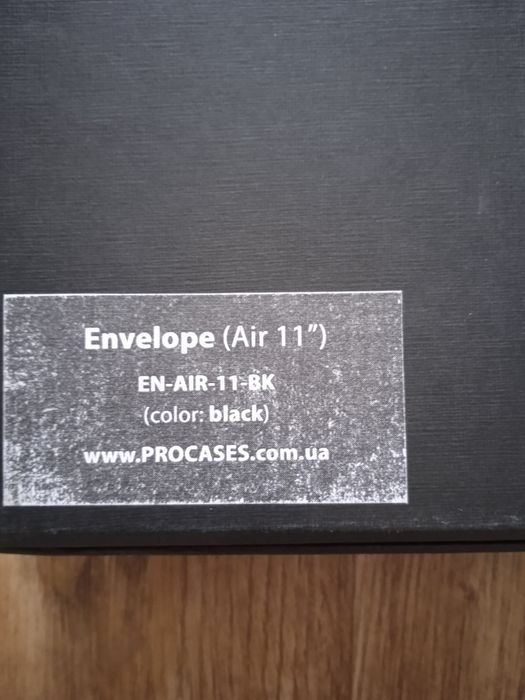 Envelope (Air 11”)
EN-AIR-11-BK
(color: black)
www.PROCASES.com.ua